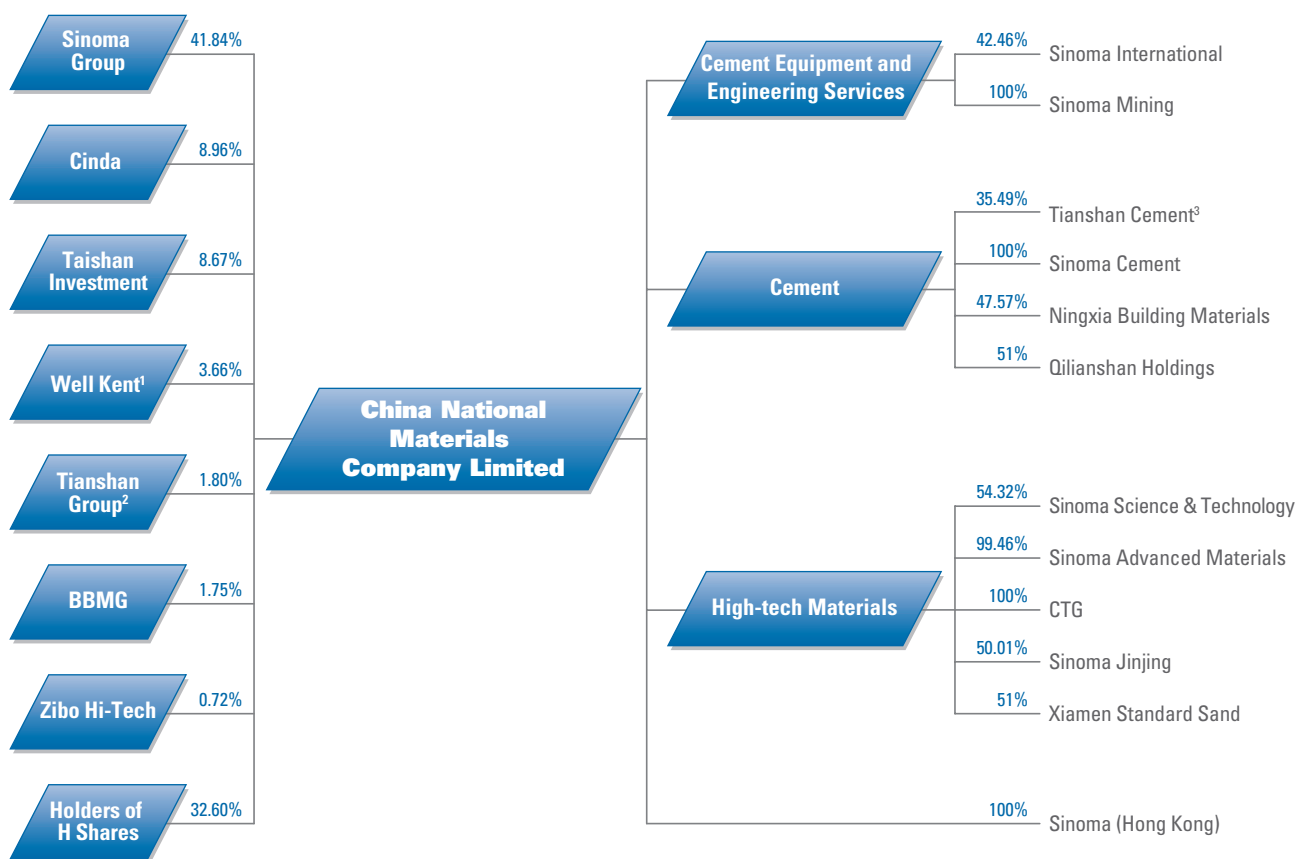 Sinoma
Group
41.84%
Cinda
8.96%
Taishan
Investment
8.67%
Well Kent¹
3.66%
Tianshan
Group²
1.80%
BBMG
1.75%
Zibo Hi-Tech
0.72%
Holders of
H Shares
32.60%
China National
Materials
Company Limited
Cement Equipment and
Engineering Services
42.46%
Sinoma International
100%
Sinoma Mining
Cement
35.49%
Tianshan Cement³
100%
Sinoma Cement
47.57%
Ningxia Building Materials
51%
Qilianshan Holdings
High-tech Materials
54.32%
Sinoma Science & Technology
99.46%
Sinoma Advanced Materials
100%
CTG
50.01%
Sinoma Jinjing
51%
Xiamen Standard Sand
100%
Sinoma (Hong Kong)